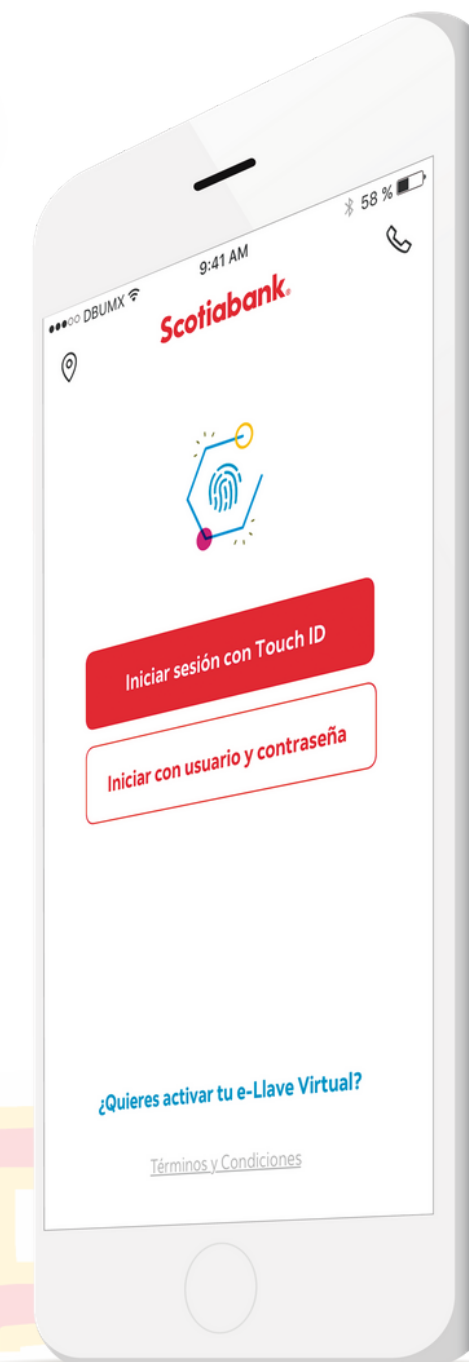 DBUMX
9:41 AM
58 %
Scotiabank.
Iniciar sesión con Touch ID
Iniciar con usuario y contraseña
¿Quieres activar tu e-Llave Virtual?
Términos y Condiciones